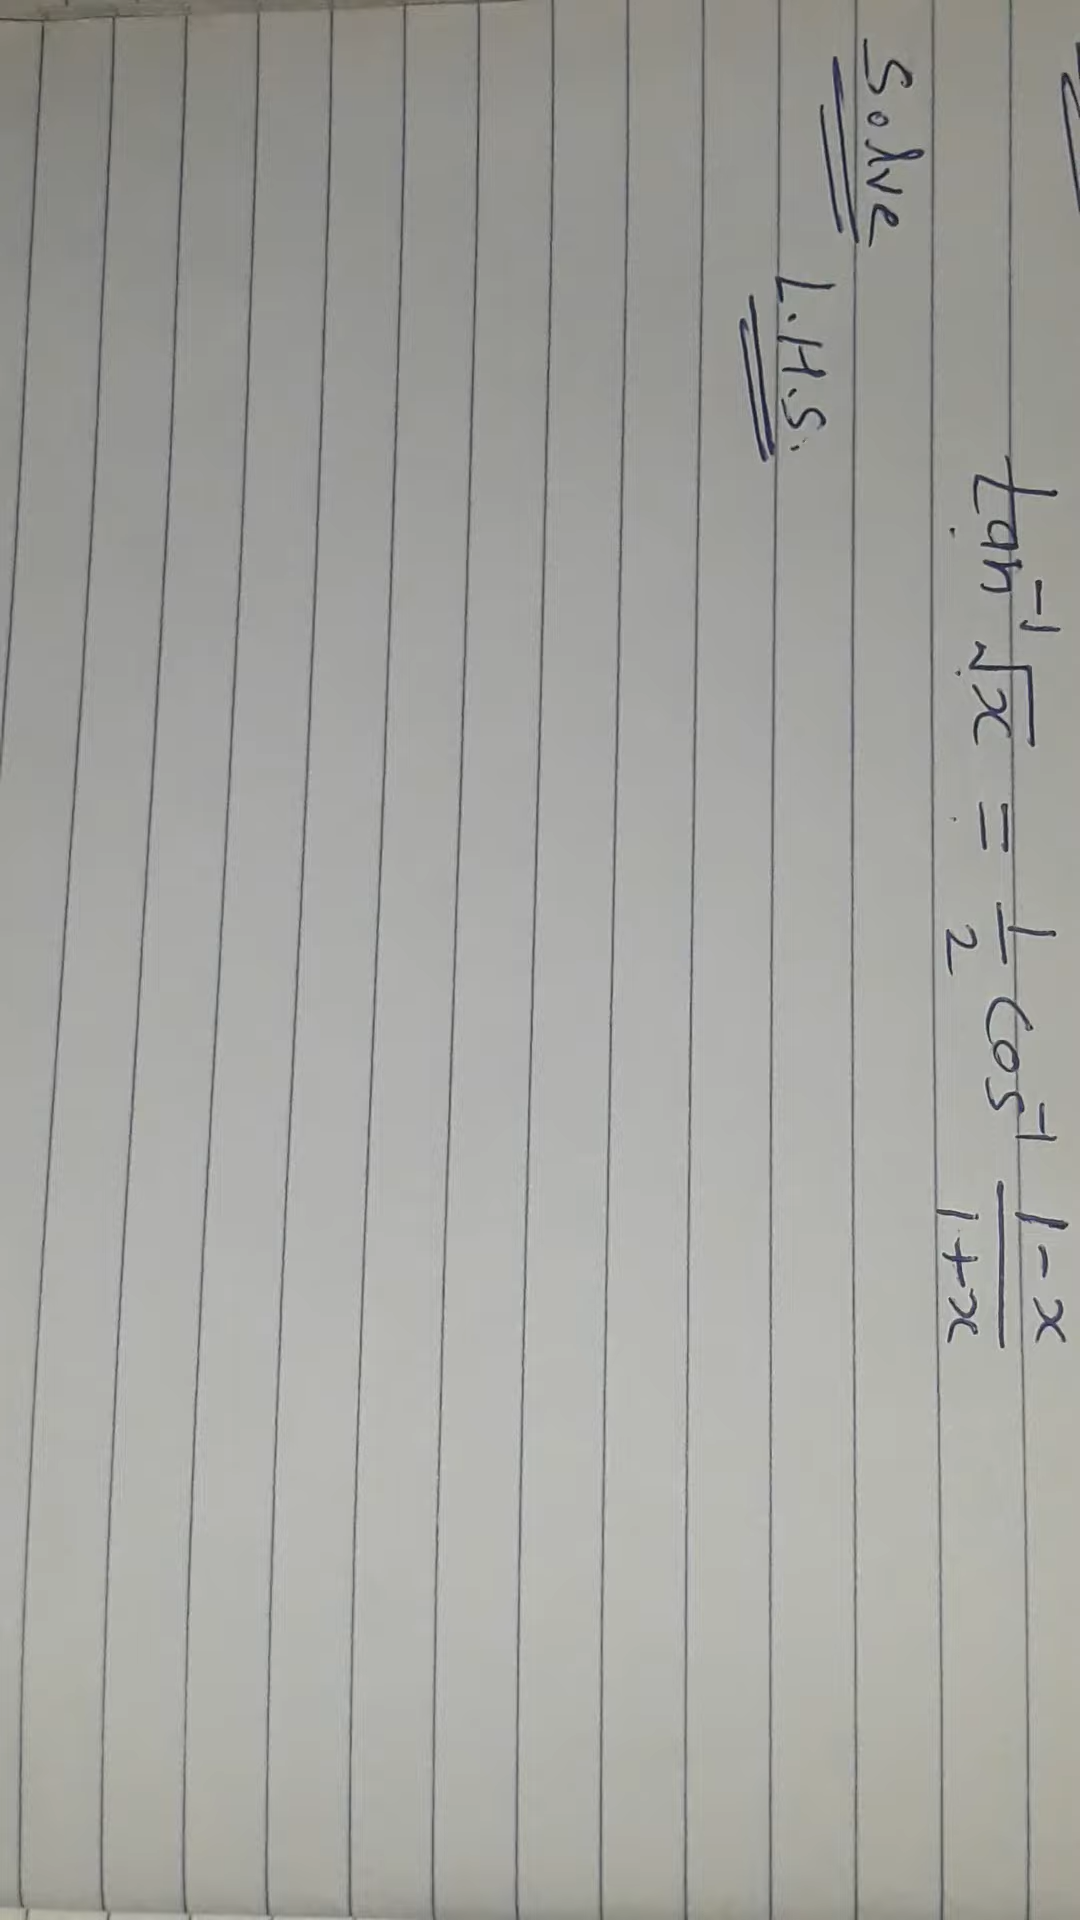 tan⁻¹ √x = 1/2 cos⁻¹ (1-x)/(1+x)
Solve
L.H.S.